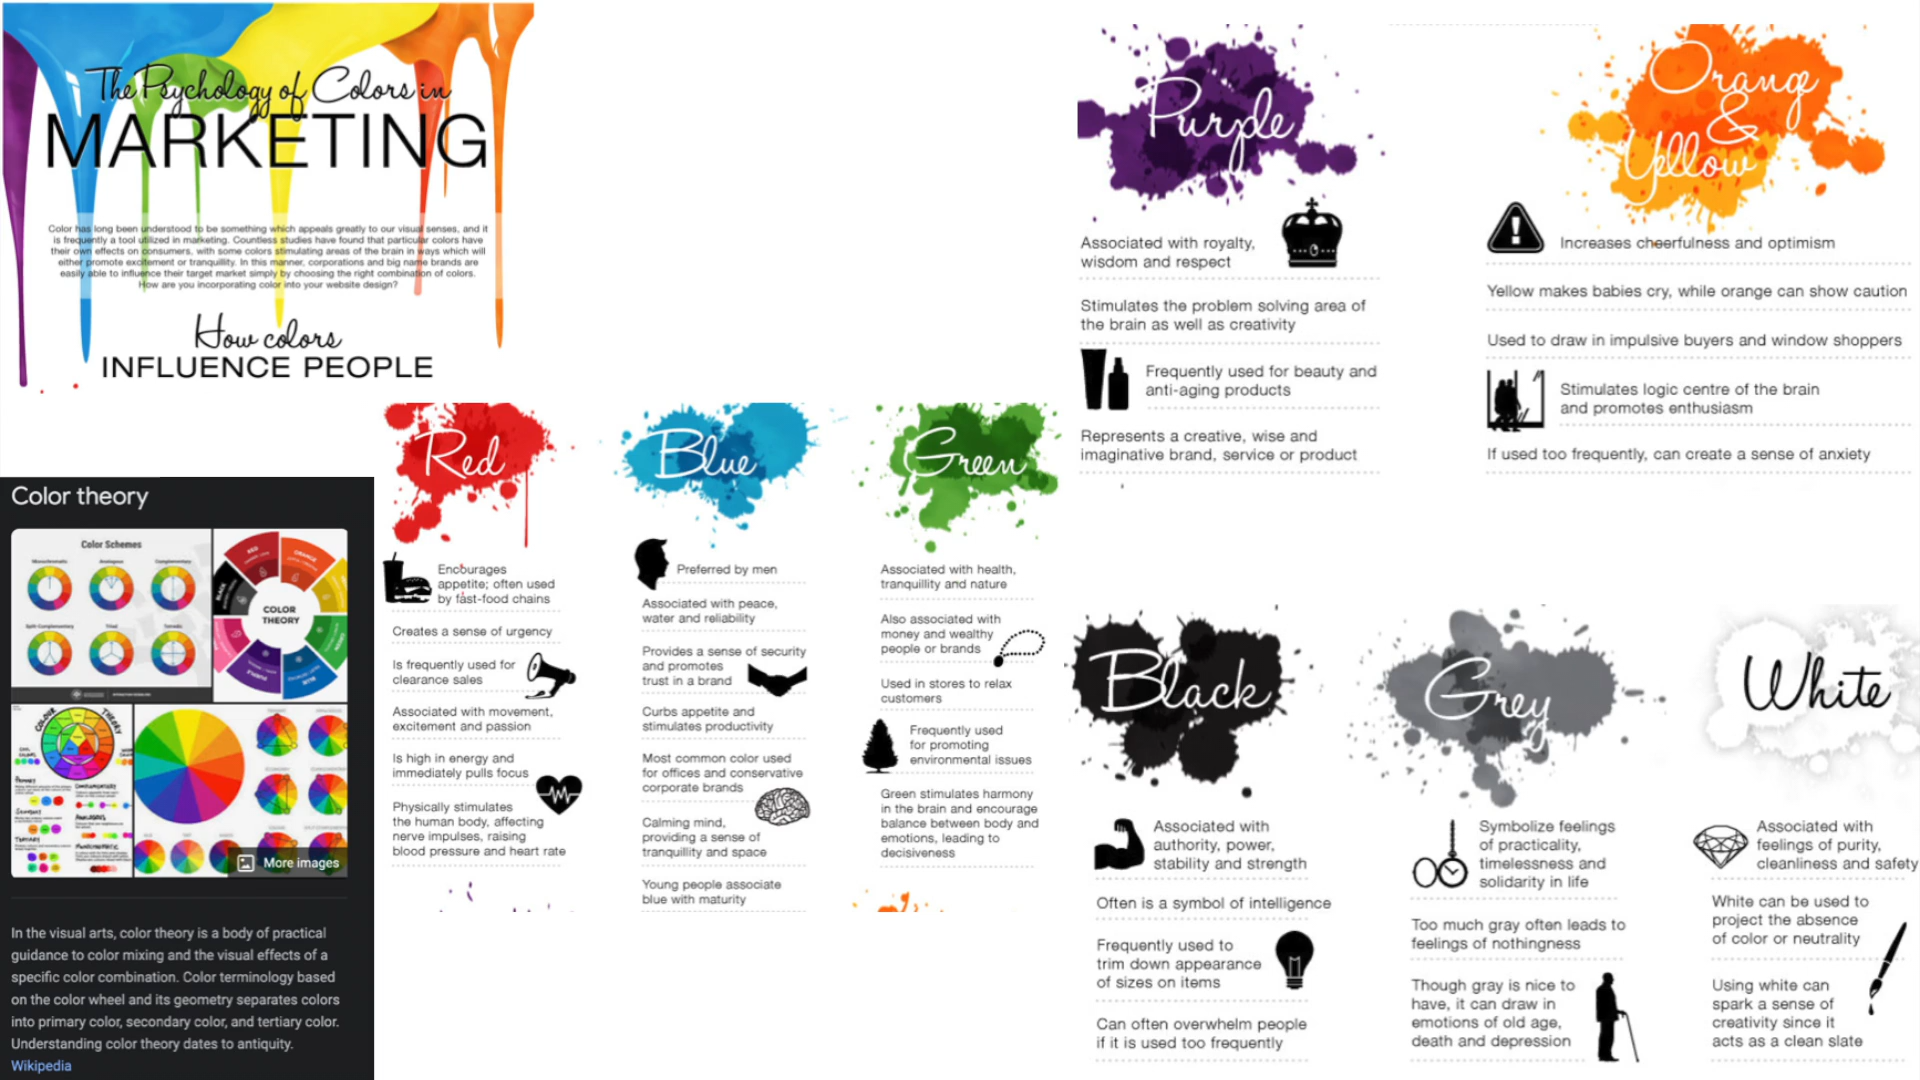 The Psychology of Colors in
MARKETING
Color has long been understood to be something which appeals greatly to our visual senses, and it
is frequently a tool utilized in marketing. Countless studies have found that particular colors have
their own effects on consumers, with some colors stimulating areas of the brain in ways which will
either promote excitement or tranquillity. In this manner, corporations and big name brands are
easily able to influence their target market simply by choosing the right combination of colors.
How are you incorporating color into your website design?
How colors
INFLUENCE PEOPLE
Color theory
Color Schemes
Monochromatic
Analogous
Complementary
Split-Complementary
Triad
Tetradic
RED
ORANGE
BLACK
COLOR
THEORY
COLOUR
THEORY
More images
In the visual arts, color theory is a body of practical
guidance to color mixing and the visual effects of a
specific color combination. Color terminology based
on the color wheel and its geometry separates colors
into primary color, secondary color, and tertiary color.
Understanding color theory dates to antiquity.
Wikipedia
Red
Encourages
appetite; often used
by fast-food chains
Creates a sense of urgency
Is frequently used for
clearance sales
Associated with movement,
excitement and passion
Is high in energy and
immediately pulls focus
Physically stimulates
the human body, affecting
nerve impulses, raising
blood pressure and heart rate
Blue
Preferred by men
Associated with peace,
water and reliability
Provides a sense of security
and promotes
trust in a brand
Curbs appetite and
stimulates productivity
Most common color used
for offices and conservative
corporate brands
Calming mind,
providing a sense of
tranquillity and space
Young people associate
blue with maturity
Green
Associated with health,
tranquillity and nature
Also associated with
money and wealthy
people or brands
Used in stores to relax
customers
Frequently used
for promoting
environmental issues
Green stimulates harmony
in the brain and encourage
balance between body and
emotions, leading to
decisiveness
Purple
Associated with royalty,
wisdom and respect
Stimulates the problem solving area of
the brain as well as creativity
Frequently used for beauty and
anti-aging products
Represents a creative, wise and
imaginative brand, service or product
Orange
&
Yellow
Increases cheerfulness and optimism
Yellow makes babies cry, while orange can show caution
Used to draw in impulsive buyers and window shoppers
Stimulates logic centre of the brain
and promotes enthusiasm
If used too frequently, can create a sense of anxiety
Black
Associated with
authority, power,
stability and strength
Often is a symbol of intelligence
Frequently used to
trim down appearance
of sizes on items
Can often overwhelm people
if it is used too frequently
Grey
Symbolize feelings
of practicality,
timelessness and
solidarity in life
Too much gray often leads to
feelings of nothingness
Though gray is nice to
have, it can draw in
emotions of old age,
death and depression
White
Associated with
feelings of purity,
cleanliness and safety
White can be used to
project the absence
of color or neutrality
Using white can
spark a sense of
creativity since it
acts as a clean slate